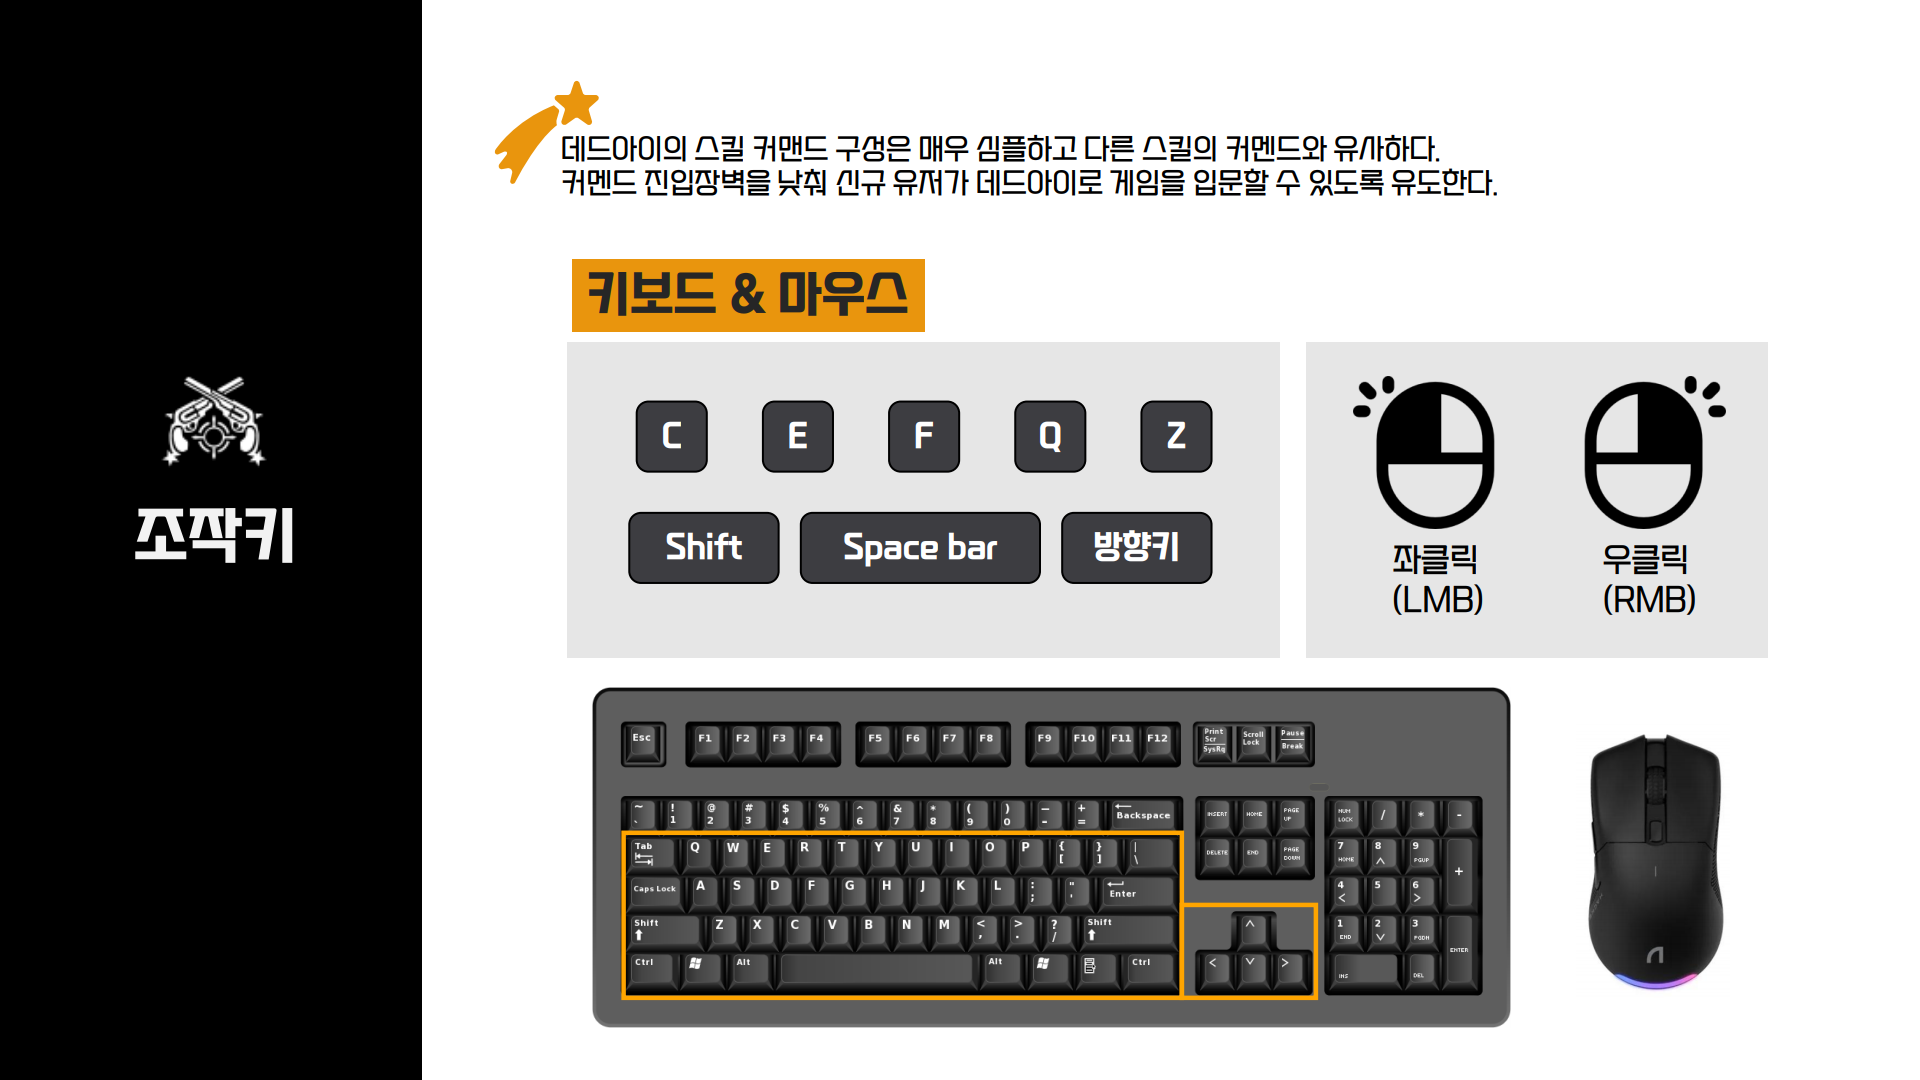 데드아이의 스킬 커맨드 구성은 매우 심플하고 다른 스킬의 커멘드와 유사하다.
커멘드 진입장벽을 낮춰 신규 유저가 데드아이로 게임을 입문할 수 있도록 유도한다.
조작키
키보드 & 마우스
C E F Q Z
Shift Space bar 방향키
좌클릭
(LMB)
우클릭
(RMB)
Esc F1 F2 F3 F4 F5 F6 F7 F8 F9 F10 F11 F12
Print
Scr
SysRq
Scroll
Lock
Pause
Break
~ ! @ # $ % ^ & * ( ) — +
` 1 2 3 4 5 6 7 8 9 0 - =
Backspace
INSERT HOME PAGE
UP
NUM
LOCK
/ * -
Tab Q W E R T Y U I O P { } |
[ ] \
DELETE END PAGE
DOWN
7 8 9
HOME PGUP
+
Caps Lock A S D F G H J K L : "
; '
Enter
4 5 6
Shift Z X C V B N M < > ? Shift
, . /
1 2 3
END PGDN
ENTER
Ctrl Alt Alt Ctrl
INS DEL